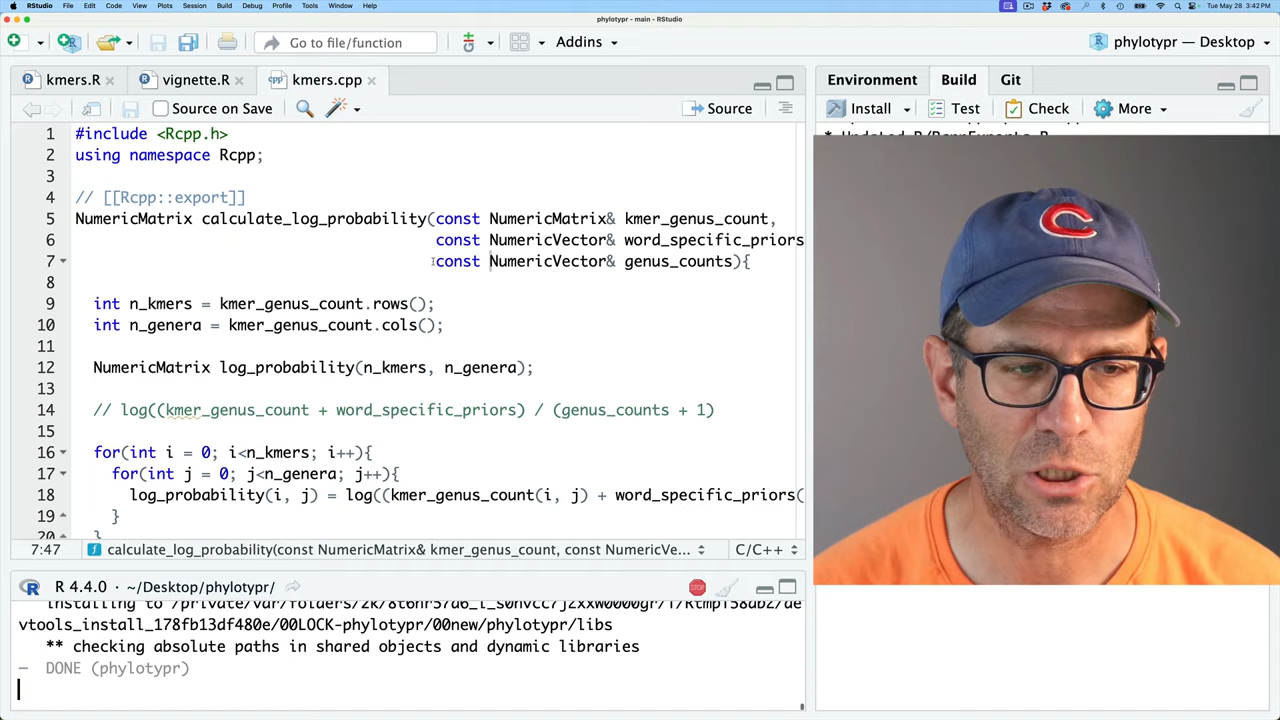 RStudio File Edit Code View Plots Session Build Debug Profile Tools Window Help Tue May 28 3:42 PM
phylotypr - main - RStudio
Go to file/function Addins phylotypr — Desktop
kmers.R vignette.R kmers.cpp
Source on Save Source
1 #include <Rcpp.h>
2 using namespace Rcpp;
3
4 // [[Rcpp::export]]
5 NumericMatrix calculate_log_probability(const NumericMatrix& kmer_genus_count,
6 const NumericVector& word_specific_priors
7 const NumericVector& genus_counts){
8
9 int n_kmers = kmer_genus_count.rows();
10 int n_genera = kmer_genus_count.cols();
11
12 NumericMatrix log_probability(n_kmers, n_genera);
13
14 // log((kmer_genus_count + word_specific_priors) / (genus_counts + 1)
15
16 for(int i = 0; i<n_kmers; i++){
17 for(int j = 0; j<n_genera; j++){
18 log_probability(i, j) = log((kmer_genus_count(i, j) + word_specific_priors(
19 }
20 }
7:47 calculate_log_probability(const NumericMatrix& kmer_genus_count, const NumericVe... C/C++
R 4.4.0 · ~/Desktop/phylotypr/
vtools_install_178fb13df480e/00LOCK-phylotypr/00new/phylotypr/libs
** checking absolute paths in shared objects and dynamic libraries
─ DONE (phylotypr)
Environment Build Git
Install Test Check More
* Updated R/RcppExports.R
C